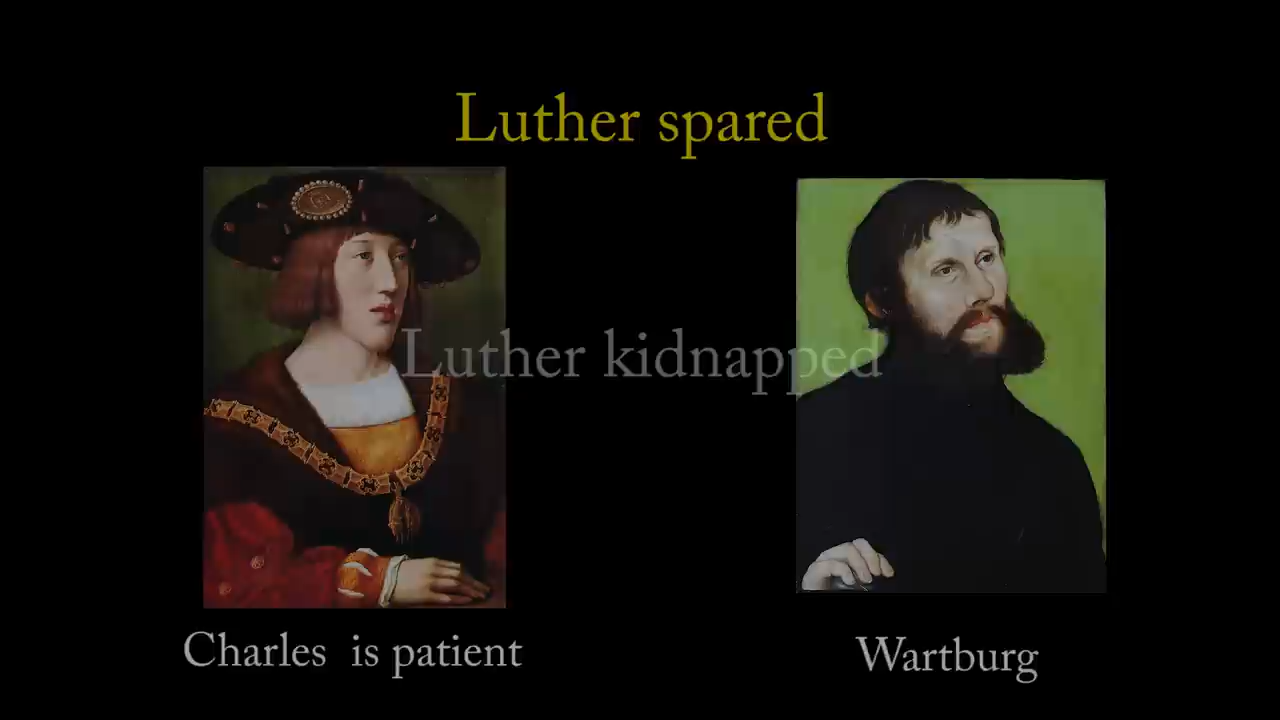 Luther spared
Luther kidnapped
Charles is patient
Wartburg